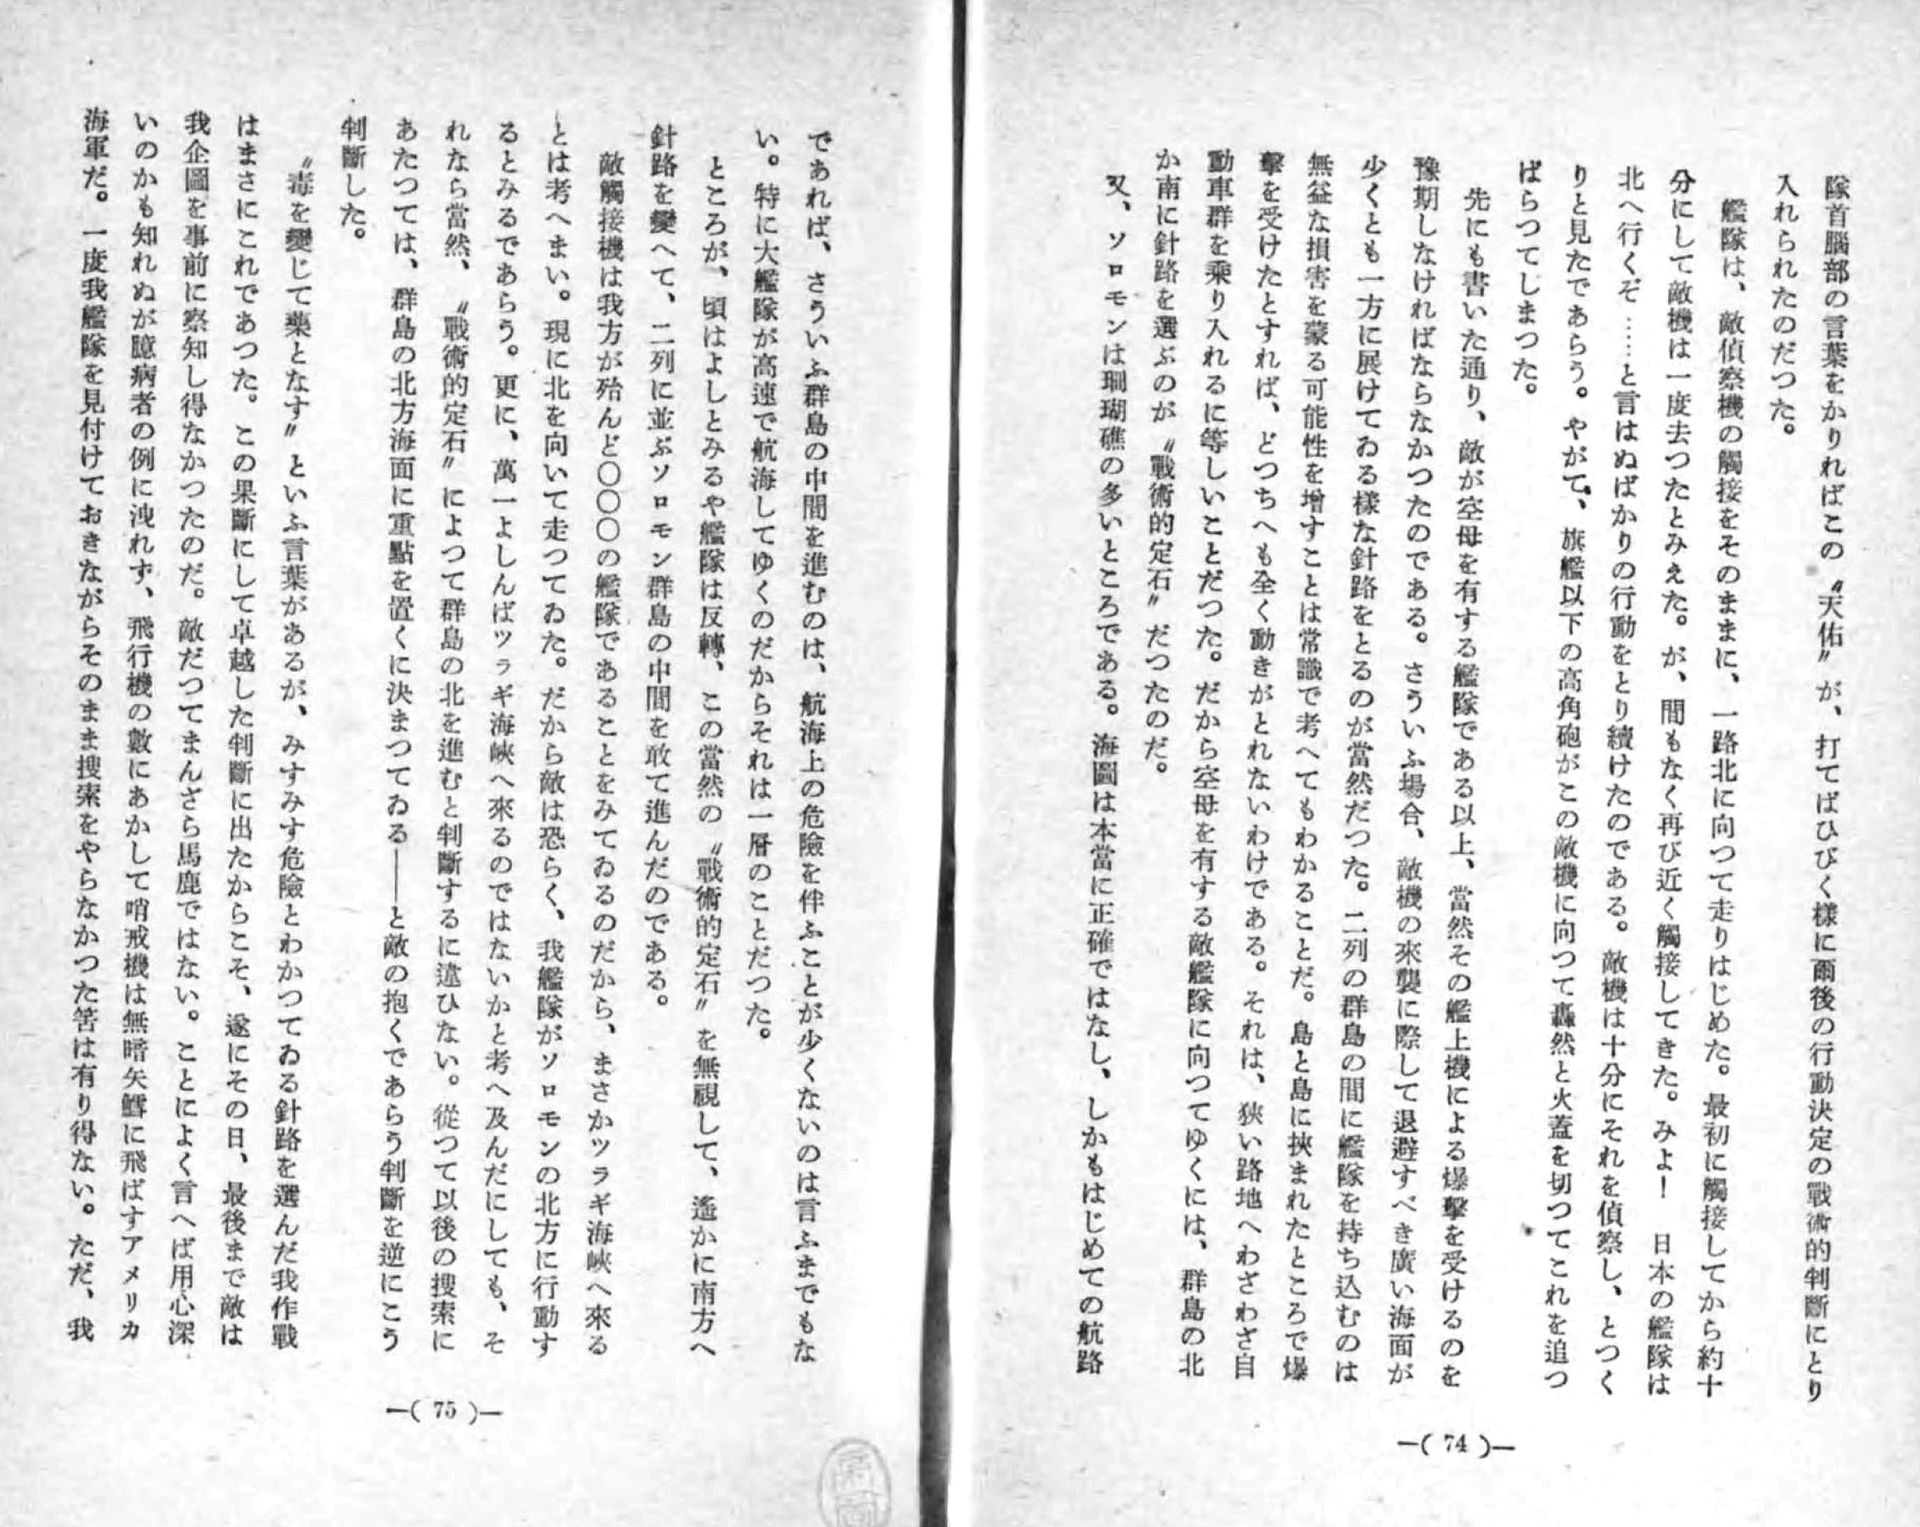 隊首腦部の言葉をかりればこの〝天佑〟が、打てばひびく樣に爾後の行動決定の戰術的判斷にとり
入れられたのだつた。
艦隊は、敵偵察機の觸接をそのままに、一路北に向つて走りはじめた。最初に觸接してから約十
分にして敵機は一度去つたとみえた。が、間もなく再び近く觸接してきた。みよ！　日本の艦隊は
北へ行くぞ……と言はぬばかりの行動をとり續けたのである。敵機は十分にそれを偵察し、とつく
りと見たであらう。やがて、旗艦以下の高角砲がこの敵機に向つて轟然と火蓋を切つてこれを追つ
ぱらつてしまつた。
先にも書いた通り、敵が空母を有する艦隊である以上、當然その艦上機による爆擊を受けるのを
豫期しなければならなかつたのである。さういふ場合、敵機の來襲に際して退避すべき廣い海面が
少くとも一方に展けてゐる樣な針路をとるのが當然だつた。二列の群島の間に艦隊を持ち込むのは
無益な損害を蒙る可能性を增すことは常識で考へてもわかることだ。島と島に挾まれたところで爆
擊を受けたとすれば、どつちへも全く動きがとれないわけである。それは、狹い路地へわざわざ自
動車群を乘り入れるに等しいことだつた。だから空母を有する敵艦隊に向つてゆくには、群島の北
か南に針路を選ぶのが〝戰術的定石〟だつたのだ。
又、ソロモンは珊瑚礁の多いところである。海圖は本當に正確ではなし、しかもはじめての航路
―( 74 )―
であれば、さういふ群島の中間を進むのは、航海上の危險を伴ふことが少くないのは言ふまでもな
い。特に大艦隊が高速で航海してゆくのだからそれは一層のことだつた。
ところが、頃はよしとみるや艦隊は反轉、この當然の〝戰術的定石〟を無視して、遙かに南方へ
針路を變へて、二列に並ぶソロモン群島の中間を敢て進んだのである。
敵觸接機は我方が殆んど〇〇〇の艦隊であることをみてゐるのだから、まさかツラギ海峽へ來る
とは考へまい。現に北を向いて走つてゐた。だから敵は恐らく、我艦隊がソロモンの北方に行動す
るとみるであらう。更に、萬一よしんばツラギ海峽へ來るのではないかと考へ及んだにしても、そ
れなら當然、〝戰術的定石〟によつて群島の北を進むと判斷するに違ひない。從つて以後の搜索に
あたつては、群島の北方海面に重點を置くに決まつてゐる――と敵の抱くであらう判斷を逆にこう
判斷した。
〝毒を變じて藥となす〟といふ言葉があるが、みすみす危險とわかつてゐる針路を選んだ我作戰
はまさにこれであつた。この果斷にして卓越した判斷に出たからこそ、遂にその日、最後まで敵は
我企圖を事前に察知し得なかつたのだ。敵だつてまんざら馬鹿ではない。ことによく言へば用心深
いのかも知れぬが臆病者の例に洩れず、飛行機の數にあかして哨戒機は無暗矢鱈に飛ばすアメリカ
海軍だ。一度我艦隊を見付けておきながらそのまま搜索をやらなかつた筈は有り得ない。ただ、我
―( 75 )―